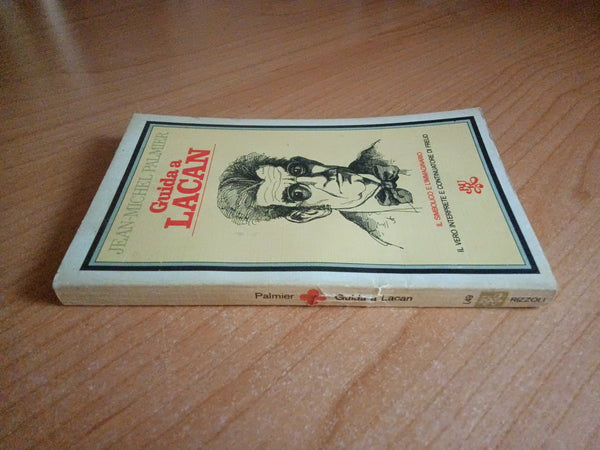 JEAN-MICHEL PALMIER
Guida a
LACAN
IL SIMBOLICO E L'IMMAGINARIO
IL VERO INTERPRETE E CONTINUATORE DI FREUD
Palmier Guida a Lacan
RIZZOLI